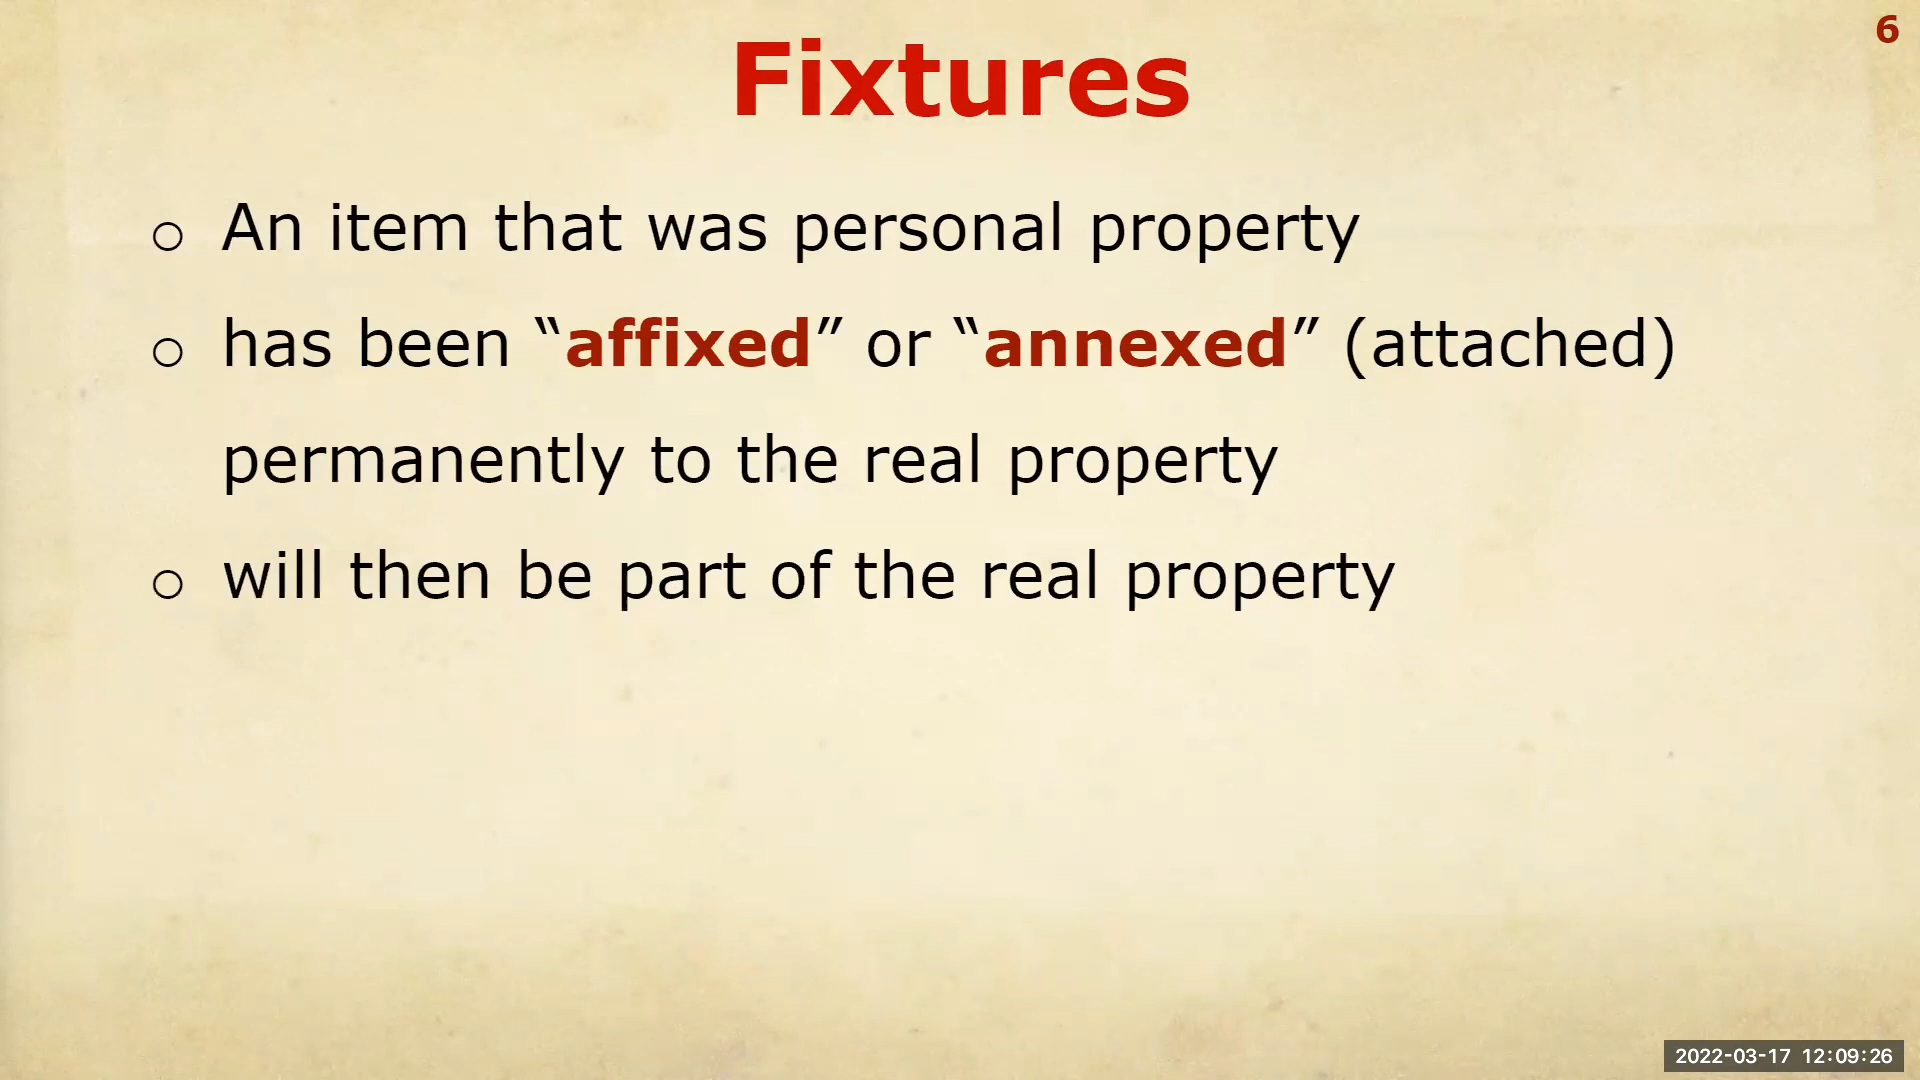 6
Fixtures
o An item that was personal property
o has been “affixed” or “annexed” (attached)
permanently to the real property
o will then be part of the real property
2022-03-17 12:09:26